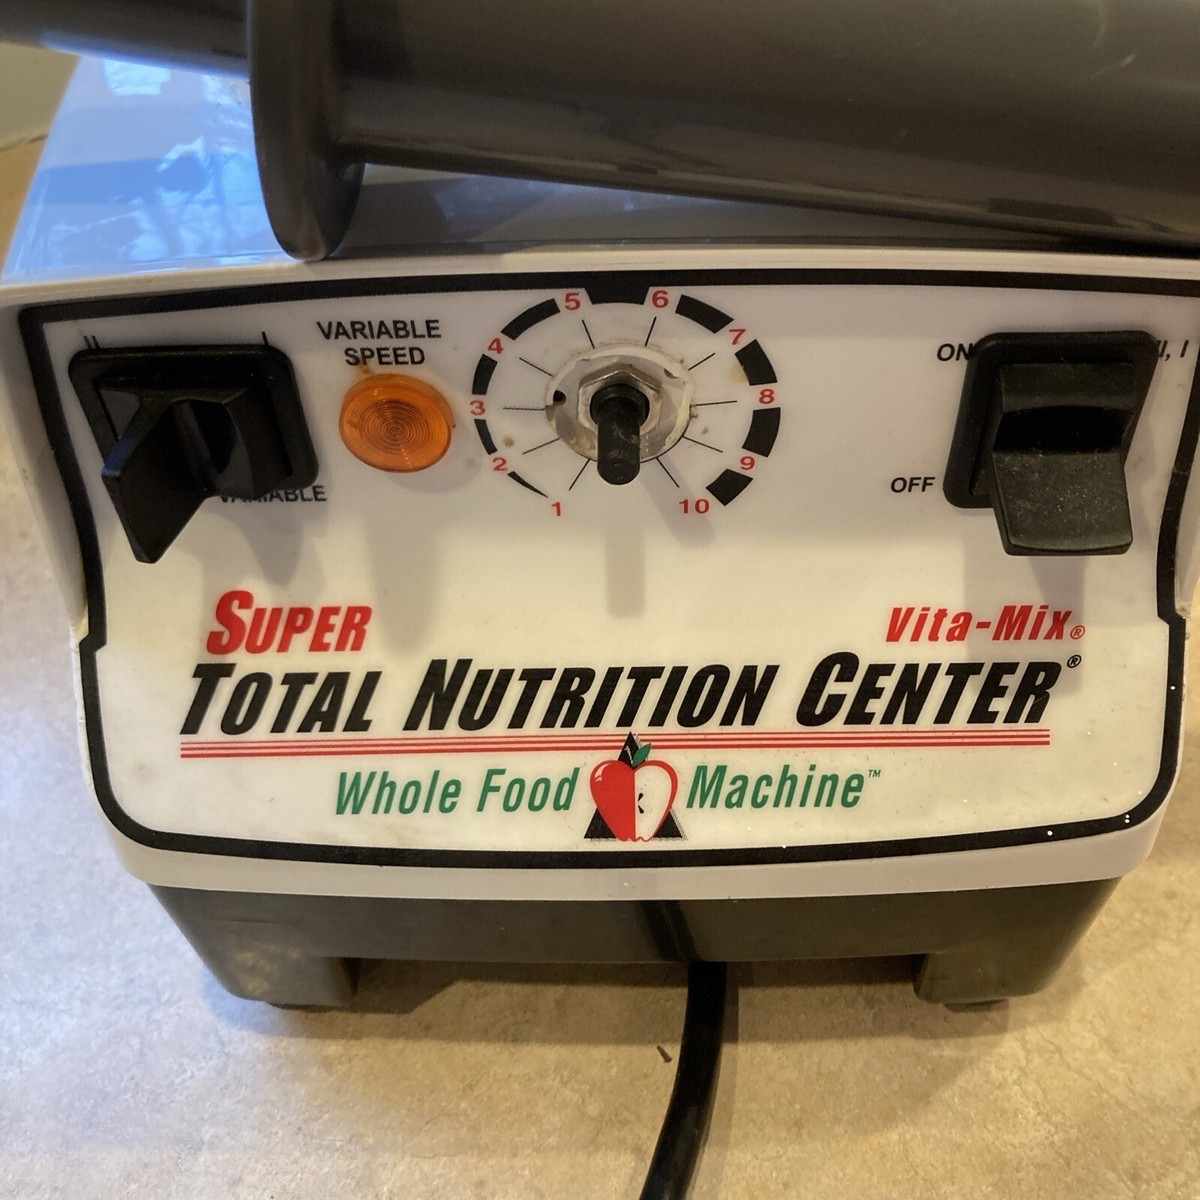 VARIABLE
SPEED
1
2
3
4
5
6
7
8
9
10
ON
I, I
OFF
VARIABLE
SUPER
Vita-Mix®
TOTAL NUTRITION CENTER®
Whole Food Machine™